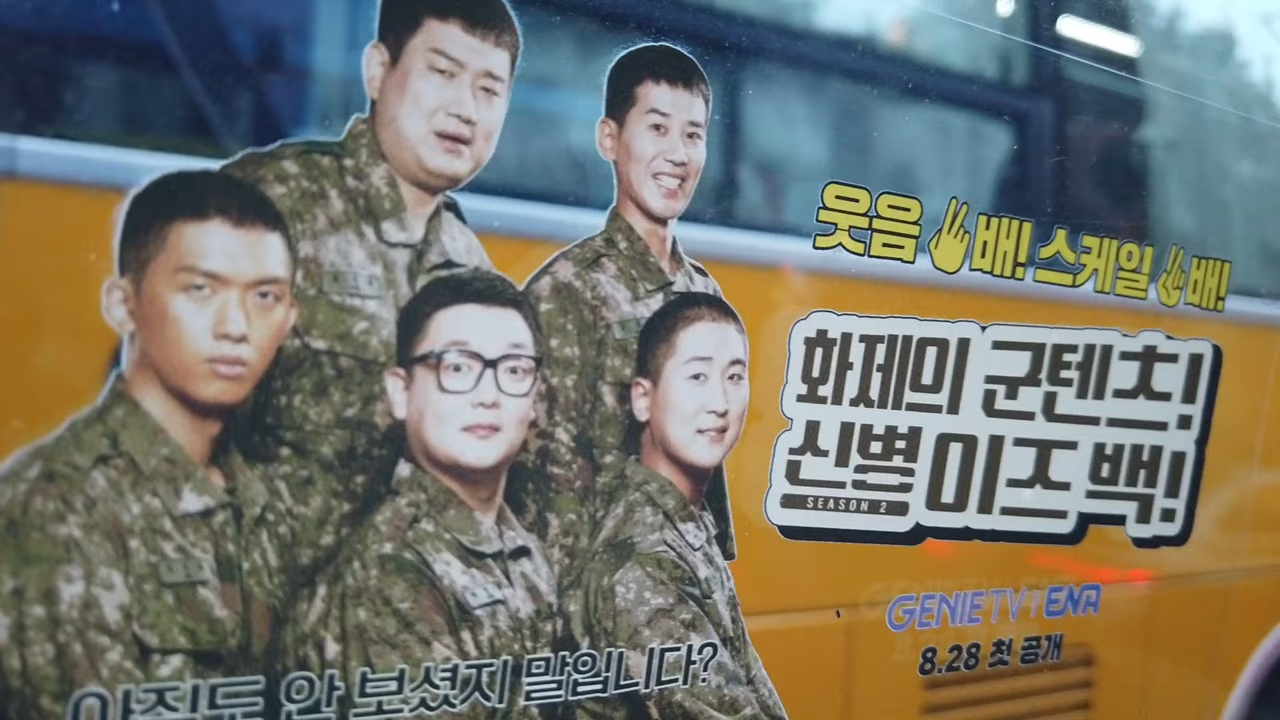 웃음 배! 스케일 배!
화제의 군텐츠!
신병 이즈 백!
SEASON 2
GENIE TV | ENA
8.28 첫 공개
아직도 안 보셨지 말입니다?